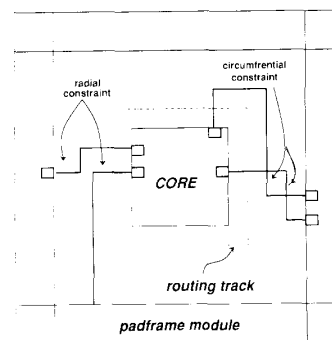 radial
constraint
circumfrential
constraint
CORE
routing track
padframe module